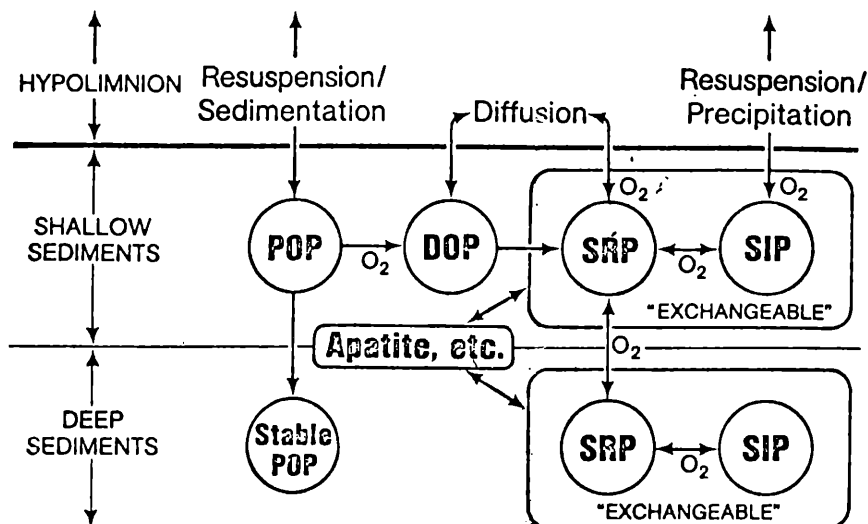 HYPOLIMNION
Resuspension/
Sedimentation
Diffusion
Resuspension/
Precipitation
O₂
O₂
SHALLOW
SEDIMENTS
POP
O₂
DOP
SRP
O₂
SIP
"EXCHANGEABLE"
Apatite, etc.
O₂
DEEP
SEDIMENTS
Stable
POP
SRP
O₂
SIP
"EXCHANGEABLE"